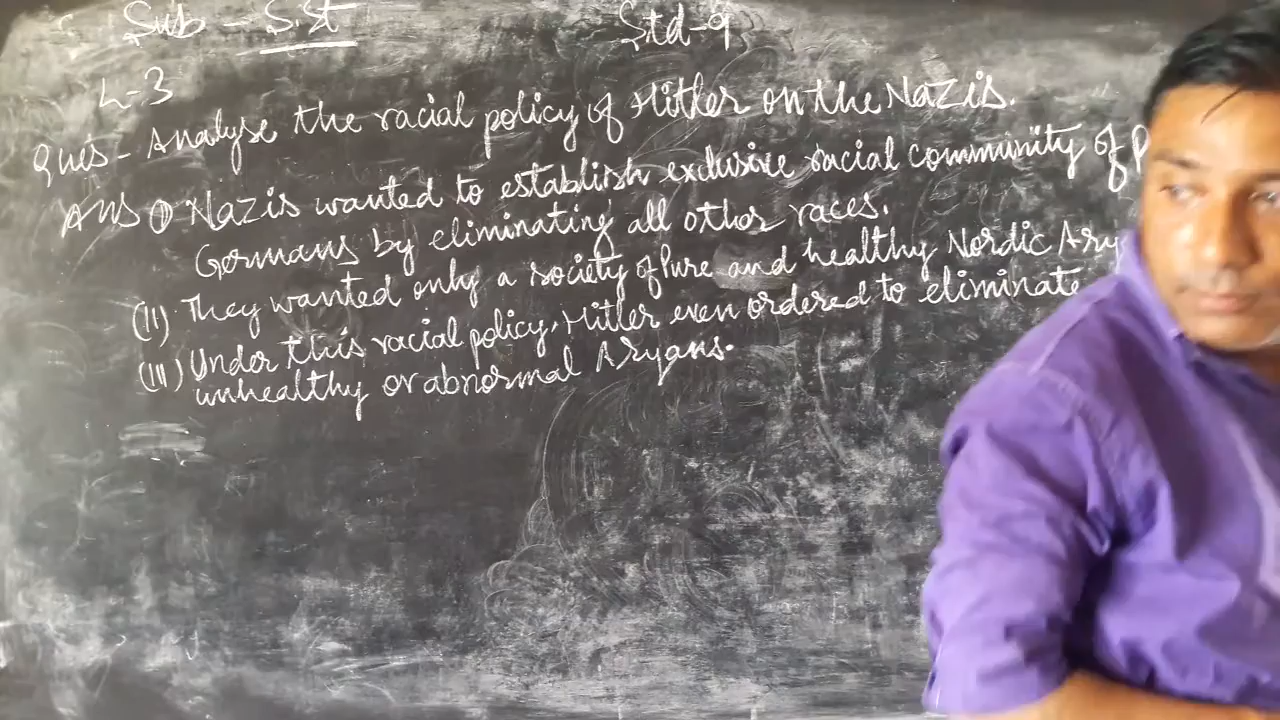 Sub - S.St Std-9
L-3
Ques - Analyse the racial policy of Hitler on the Nazis.
Ans (I) Nazis wanted to establish exclusive racial community of
Germans by eliminating all other races.
(II) They wanted only a society of Pure and healthy Nordic
(III) Under this racial policy, Hitler even ordered to eliminate
unhealthy or abnormal Aryans.